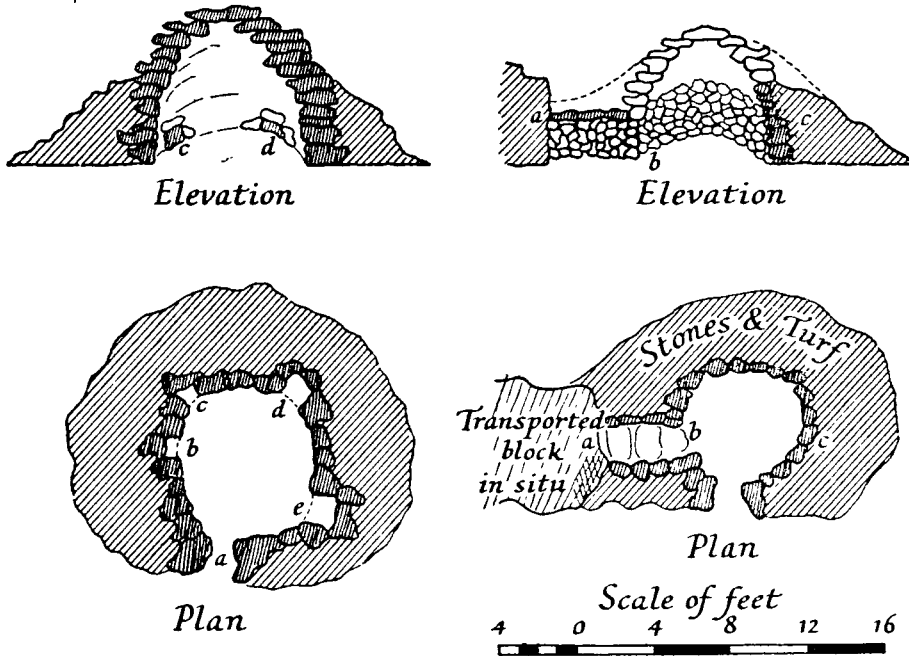 c
d
Elevation
a
b
c
Elevation
c
d
b
e
a
Plan
Stones & Turf
Transported
block
in situ
a
b
c
Plan
Scale of feet
4 0 4 8 12 16